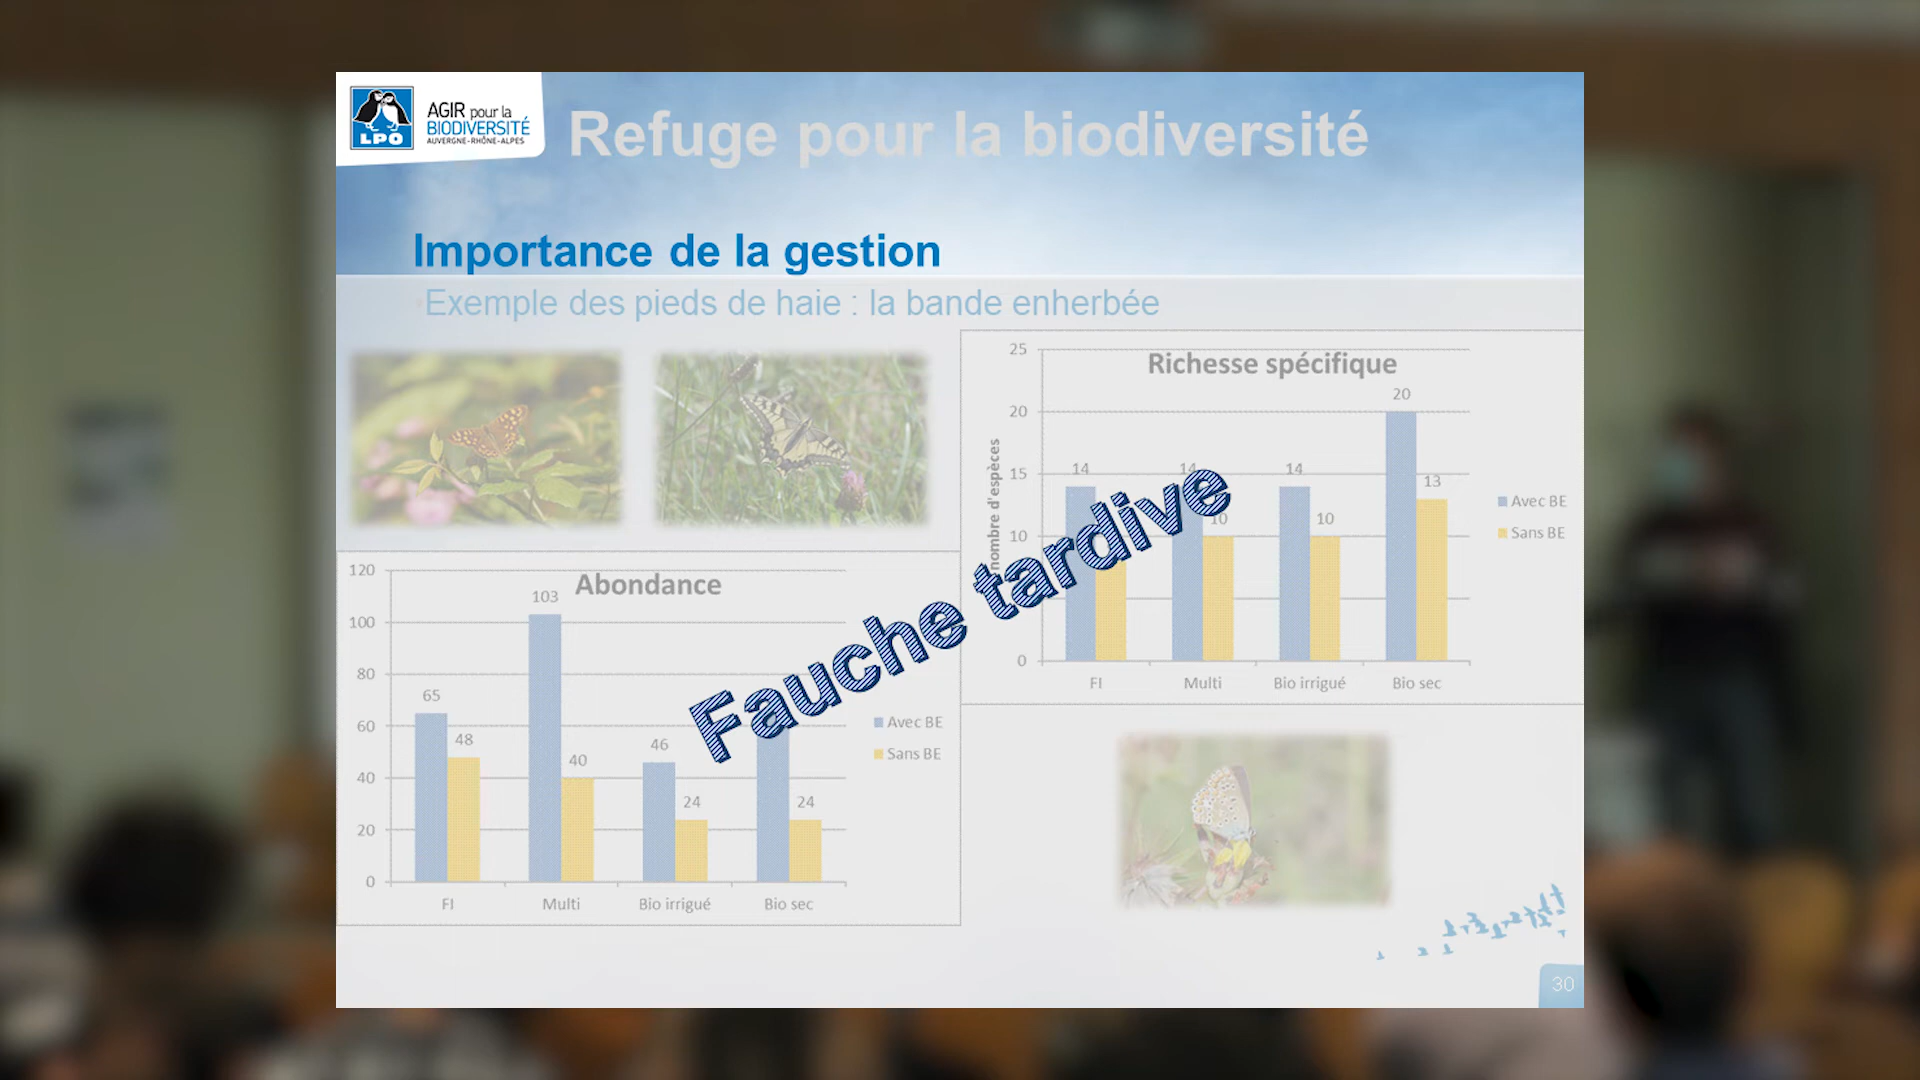 LPO
AGIR pour la
BIODIVERSITÉ
AUVERGNE-RHÔNE-ALPES
Refuge pour la biodiversité
Importance de la gestion
Exemple des pieds de haie : la bande enherbée
Richesse spécifique
nombre d'espèces
25
20
15
10
0
14
14
10
14
10
20
13
FI
Multi
Bio irrigué
Bio sec
Avec BE
Sans BE
Fauche tardive
Abondance
120
100
80
60
40
20
0
65
48
103
40
46
24
24
FI
Multi
Bio irrigué
Bio sec
Avec BE
Sans BE
30